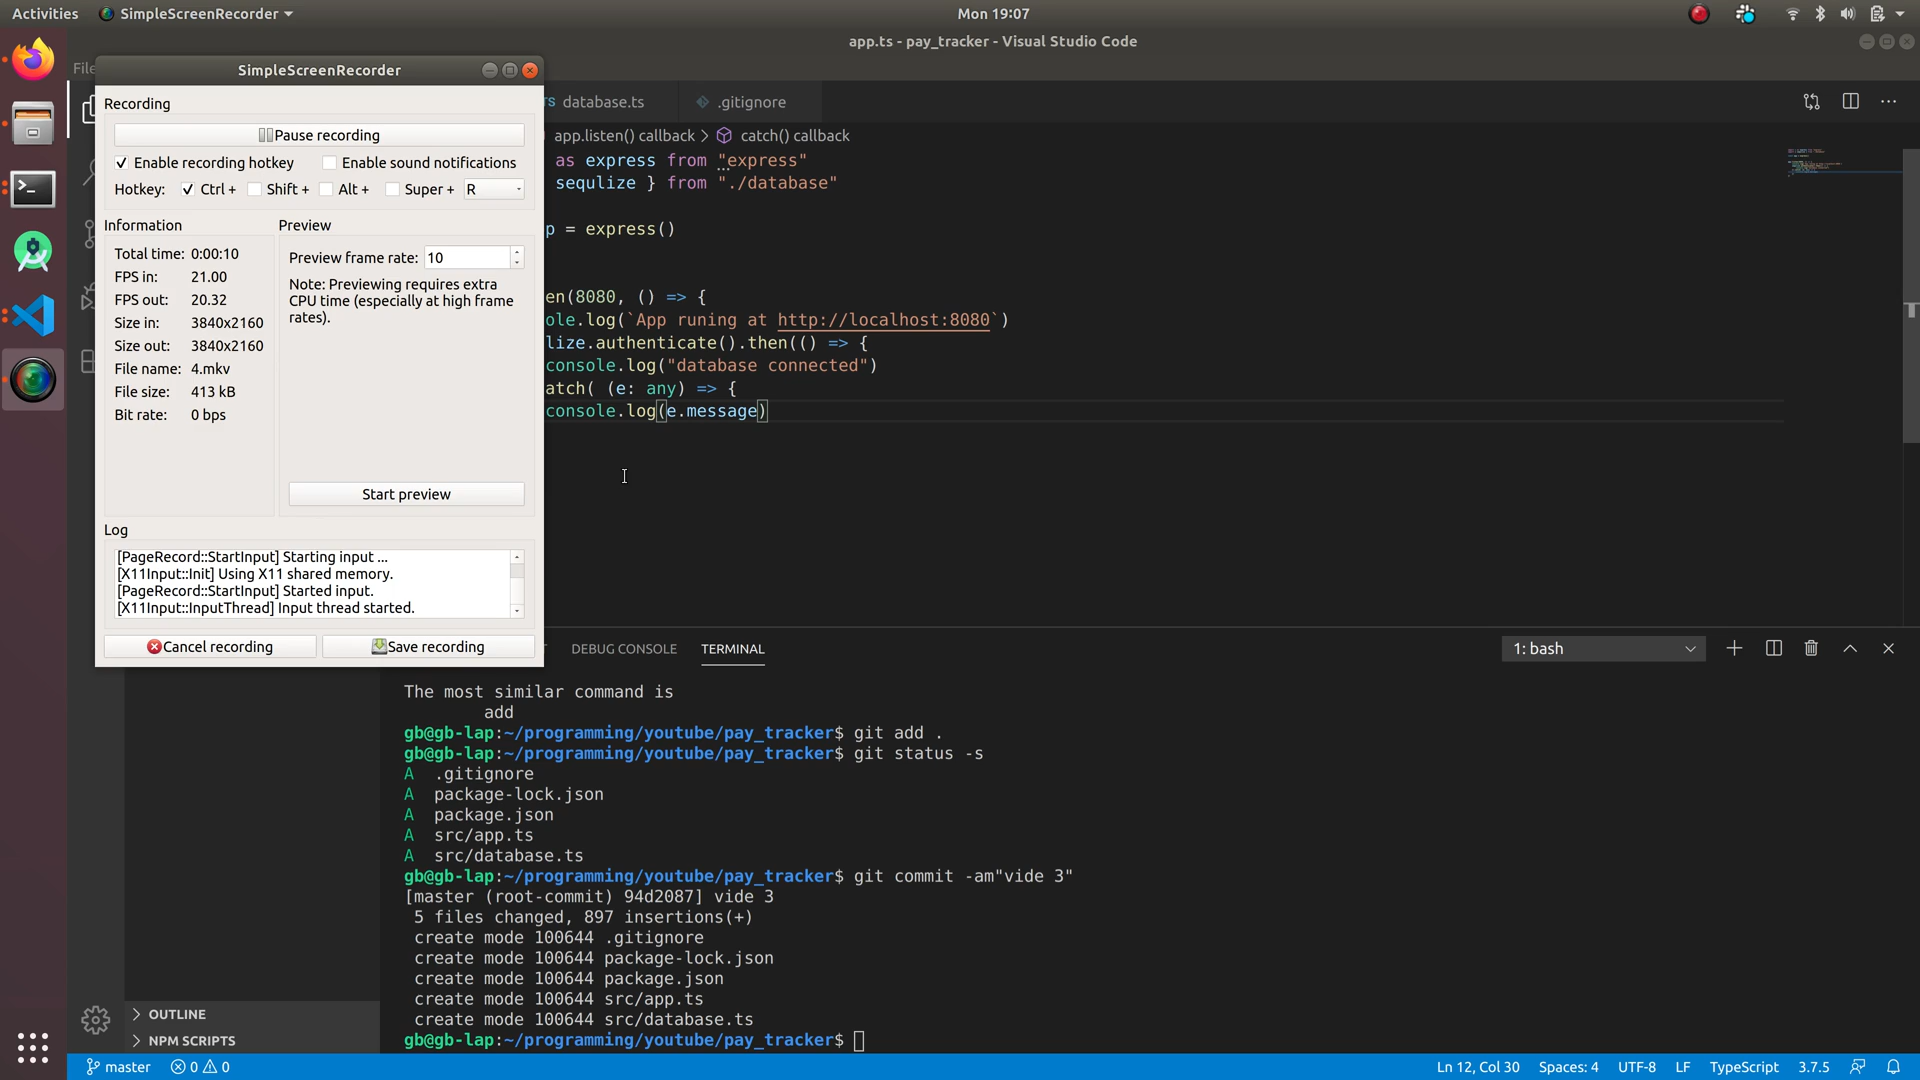 Activities
SimpleScreenRecorder
Mon 19:07
app.ts - pay_tracker - Visual Studio Code
File
SimpleScreenRecorder
Recording
Pause recording
Enable recording hotkey
Enable sound notifications
Hotkey:
Ctrl +
Shift +
Alt +
Super +
R
Information
Total time: 0:00:10
FPS in: 21.00
FPS out: 20.32
Size in: 3840x2160
Size out: 3840x2160
File name: 4.mkv
File size: 413 kB
Bit rate: 0 bps
Preview
Preview frame rate: 10
Note: Previewing requires extra
CPU time (especially at high frame
rates).
Start preview
Log
[PageRecord::StartInput] Starting input ...
[X11Input::Init] Using X11 shared memory.
[PageRecord::StartInput] Started input.
[X11Input::InputThread] Input thread started.
Cancel recording
Save recording
TS database.ts
.gitignore
app.listen() callback > catch() callback
as express from "express"
sequlize } from "./database"
p = express()
en(8080, () => {
ole.log(`App runing at http://localhost:8080`)
lize.authenticate().then(() => {
console.log("database connected")
atch( (e: any) => {
console.log(e.message)
DEBUG CONSOLE
TERMINAL
1: bash
The most similar command is
add
gb@gb-lap:~/programming/youtube/pay_tracker$ git add .
gb@gb-lap:~/programming/youtube/pay_tracker$ git status -s
A .gitignore
A package-lock.json
A package.json
A src/app.ts
A src/database.ts
gb@gb-lap:~/programming/youtube/pay_tracker$ git commit -am"vide 3"
[master (root-commit) 94d2087] vide 3
5 files changed, 897 insertions(+)
create mode 100644 .gitignore
create mode 100644 package-lock.json
create mode 100644 package.json
create mode 100644 src/app.ts
create mode 100644 src/database.ts
gb@gb-lap:~/programming/youtube/pay_tracker$
OUTLINE
NPM SCRIPTS
master
0
0
Ln 12, Col 30
Spaces: 4
UTF-8
LF
TypeScript
3.7.5